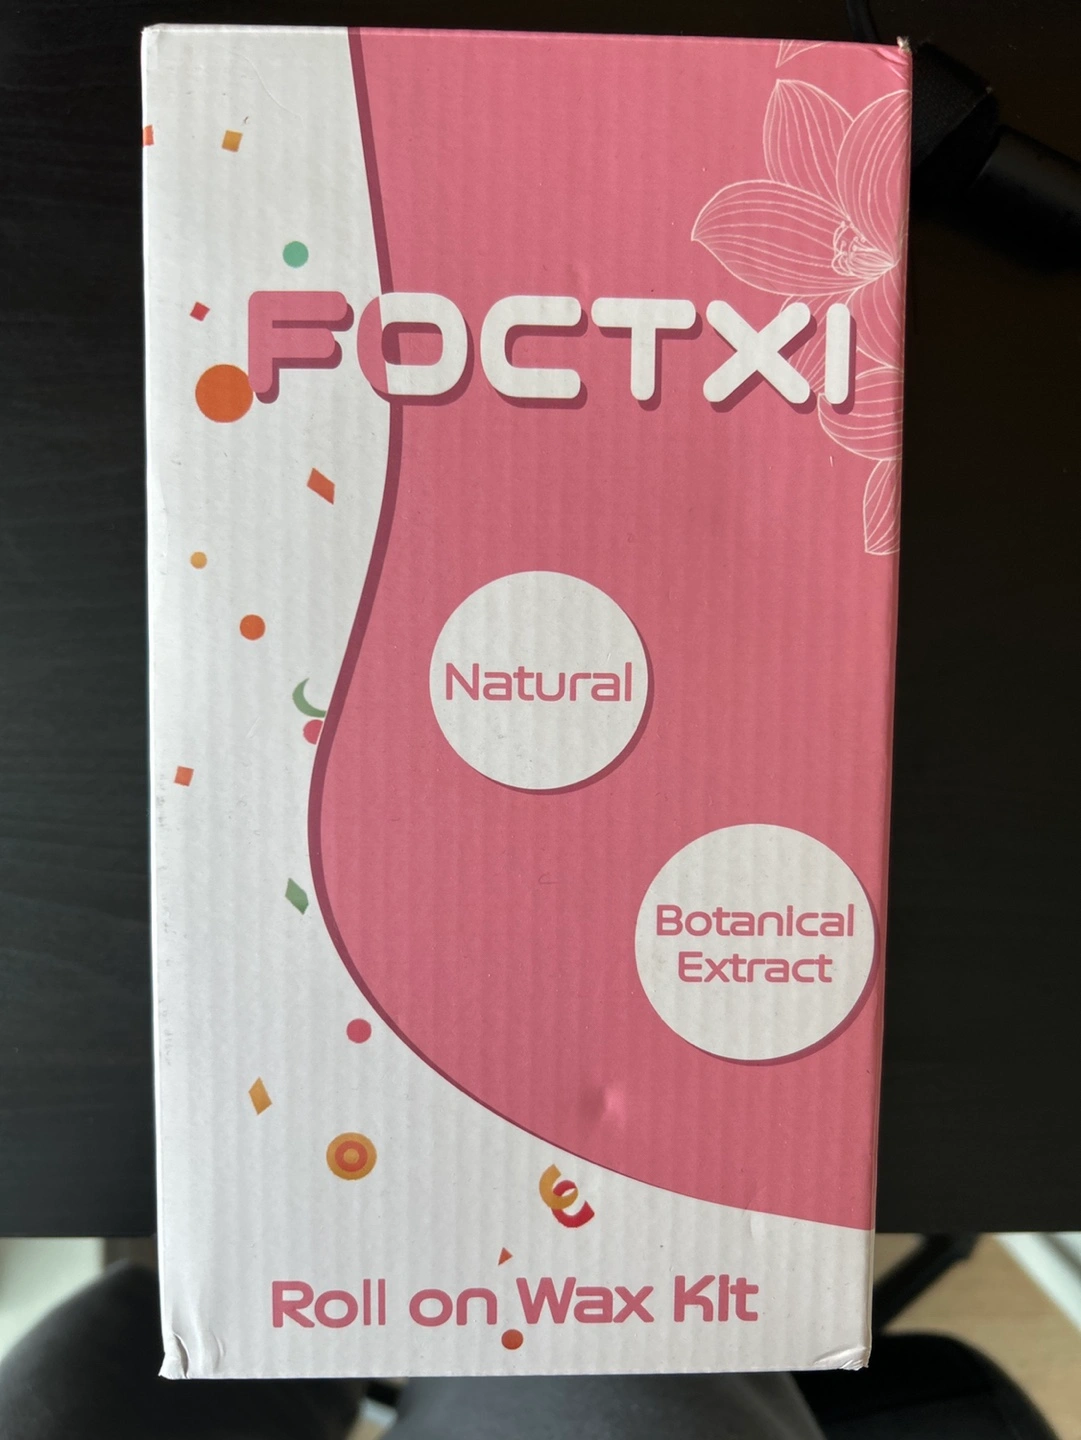 FOCTXI
Natural
Botanical
Extract
Roll on Wax Kit